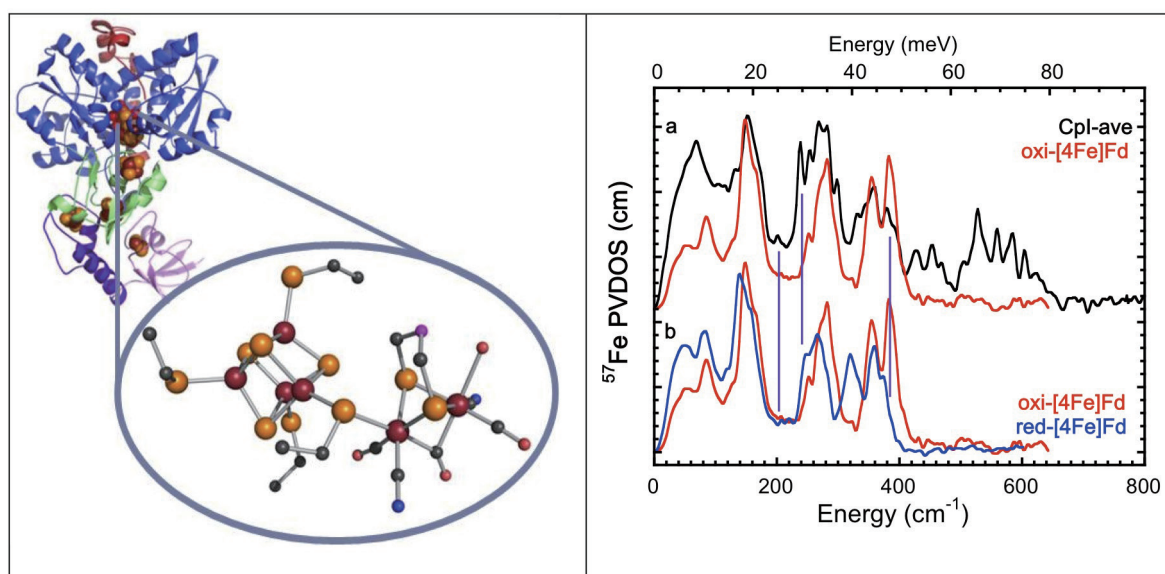 Energy (meV)
0 20 40 60 80
a
CpI-ave
oxi-[4Fe]Fd
⁵⁷Fe PVDOS (cm)
b
oxi-[4Fe]Fd
red-[4Fe]Fd
0 200 400 600 800
Energy (cm⁻¹)